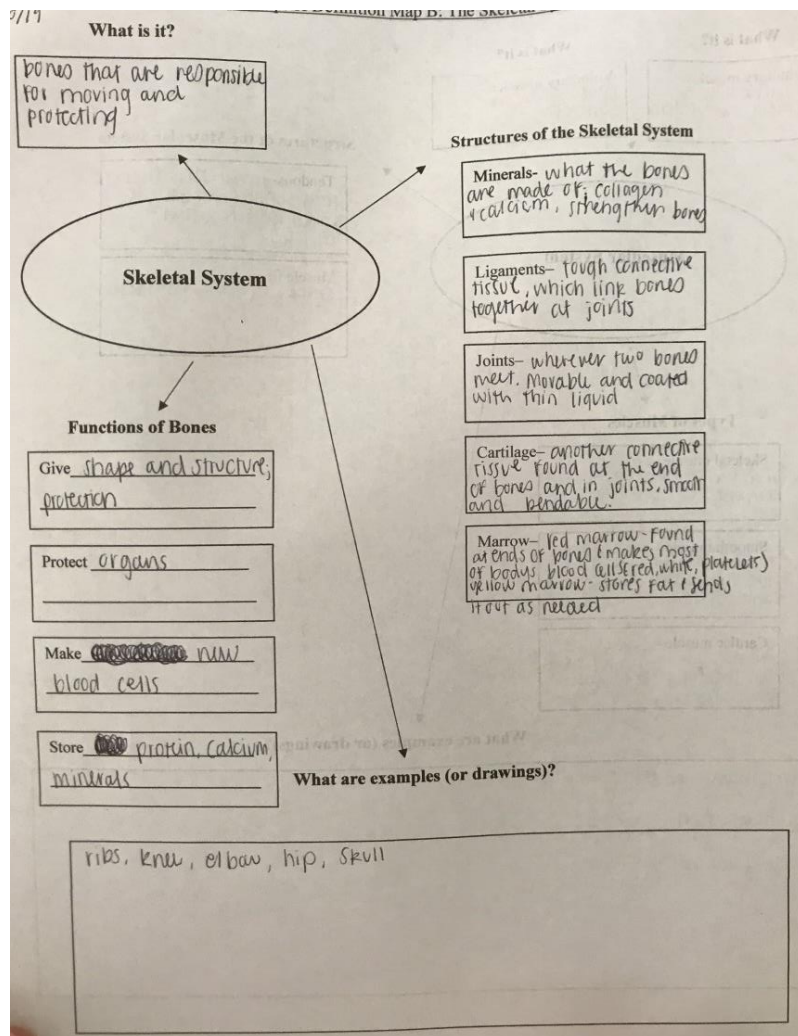 0/19
Definition Map B: The Skeletal
What is it?
bones that are responsible
for moving and
protecting
Skeletal System
Structures of the Skeletal System
Minerals- what the bones
are made of; collagen
+ calcium, strengthen bones
Ligaments- tough connective
tissue, which link bones
together at joints
Joints- wherever two bones
meet. Movable and coated
with thin liquid
Cartilage- another connective
tissue found at the end
of bones and in joints, smooth
and bendable.
Marrow- red marrow-found
at ends of bones & makes most
of bodys blood cells(red, white, platelets)
yellow marrow- stores fat & sends
it out as needed
Functions of Bones
Give shape and structure;
protection
Protect organs
Make new
blood cells
Store protein, calcium,
minerals
What are examples (or drawings)?
ribs, knee, elbow, hip, skull